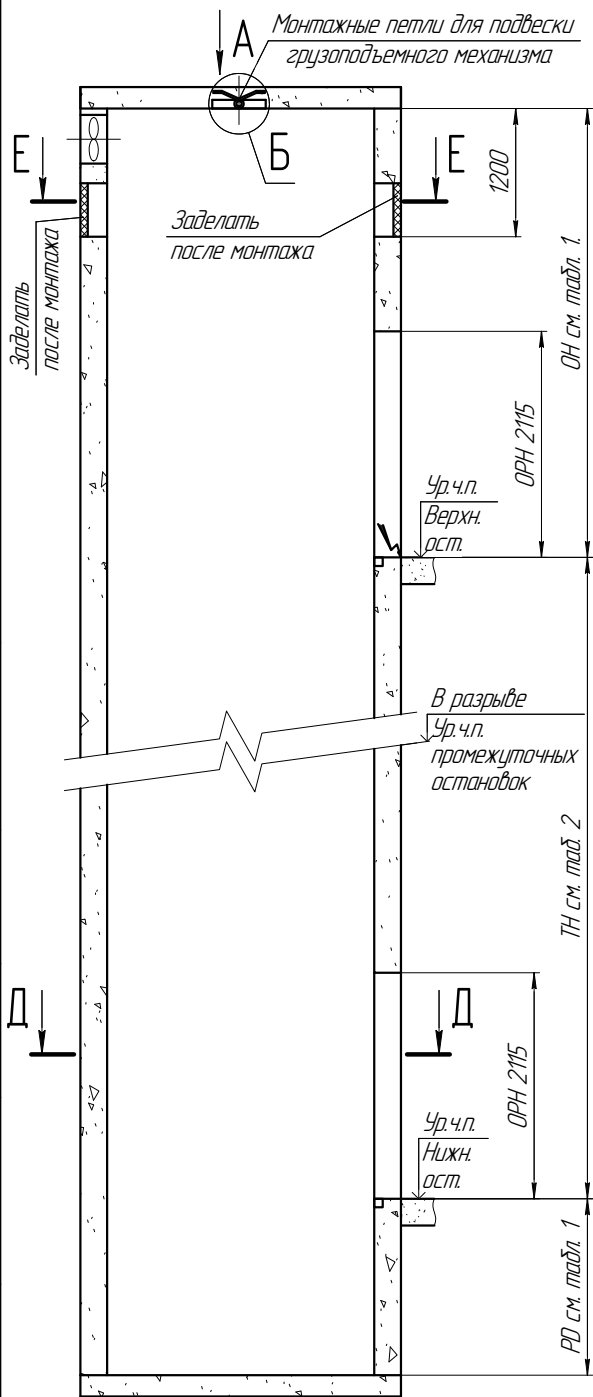 Монтажные петли для подвески
грузоподъемного механизма
А
Б
Е
Е
1200
Заделать
после монтажа
Заделать
после монтажа
ОН см. табл. 1.
ОРН 2115
Ур.ч.п.
Верхн.
ост.
В разрыве
Ур.ч.п.
промежуточных
остановок
ТН см. таб. 2
Д
Д
ОРН 2115
Ур.ч.п.
Нижн.
ост.
PD см. табл. 1